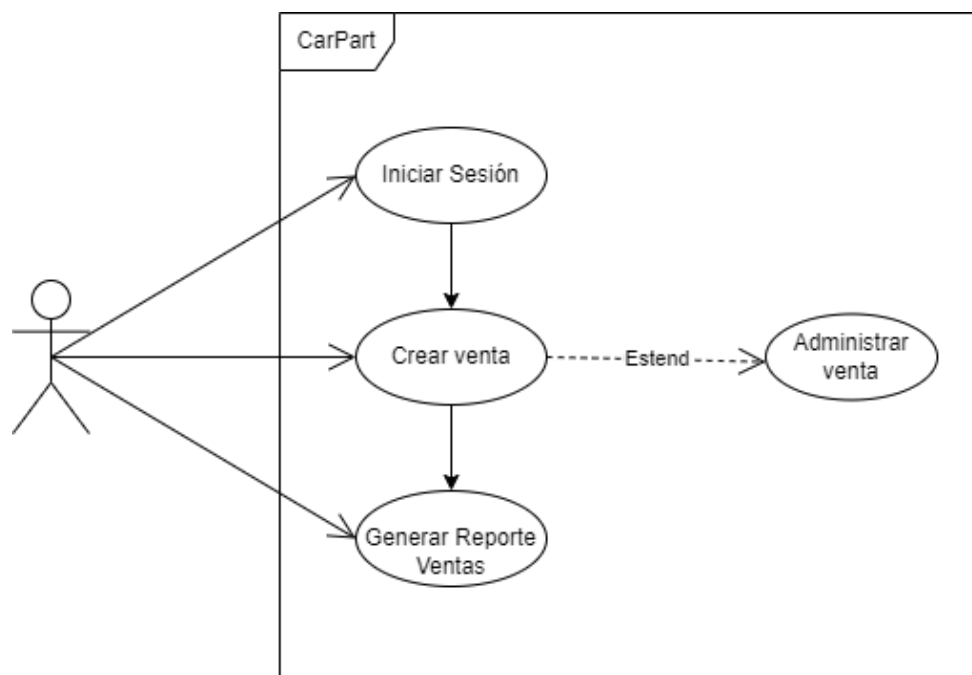 CarPart
Iniciar Sesión
Crear venta
Estend
Administrar
venta
Generar Reporte
Ventas